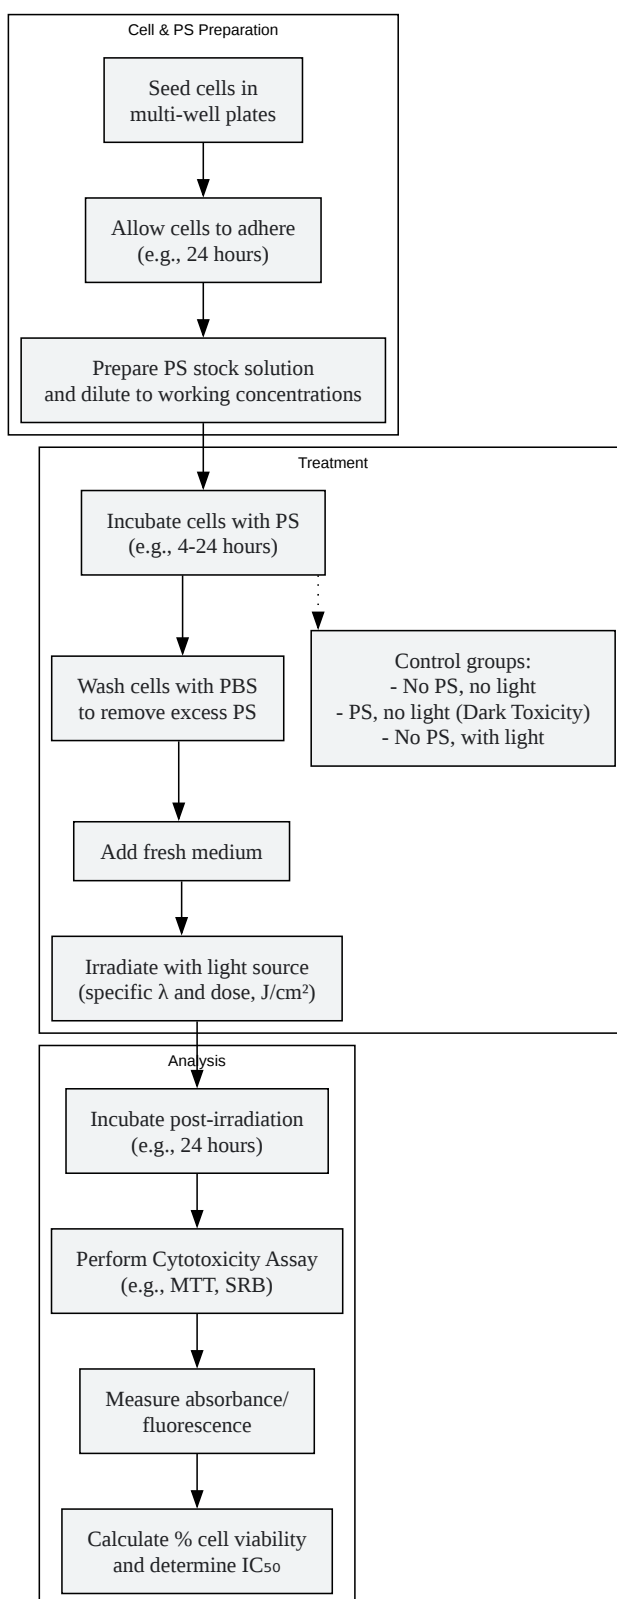 Cell & PS Preparation
Seed cells in
multi-well plates
Allow cells to adhere
(e.g., 24 hours)
Prepare PS stock solution
and dilute to working concentrations
Treatment
Incubate cells with PS
(e.g., 4-24 hours)
Control groups:
- No PS, no light
- PS, no light (Dark Toxicity)
- No PS, with light
Wash cells with PBS
to remove excess PS
Add fresh medium
Irradiate with light source
(specific λ and dose, J/cm²)
Analysis
Incubate post-irradiation
(e.g., 24 hours)
Perform Cytotoxicity Assay
(e.g., MTT, SRB)
Measure absorbance/
fluorescence
Calculate % cell viability
and determine IC₅₀